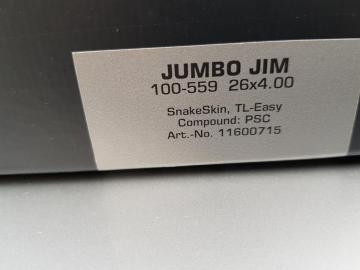 JUMBO JIM
100-559 26x4.00
SnakeSkin, TL-Easy
Compound: PSC
Art.-No. 11600715